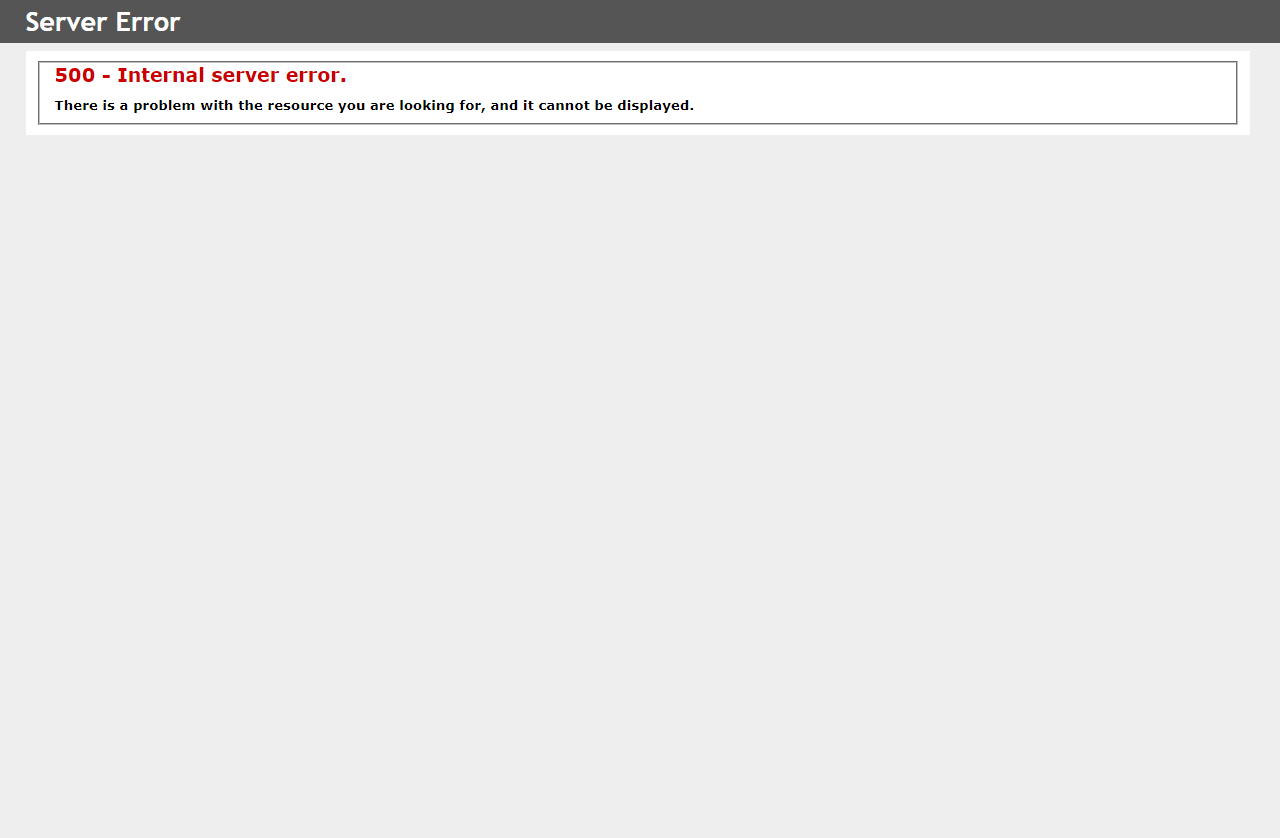 Server Error
500 - Internal server error.
There is a problem with the resource you are looking for, and it cannot be displayed.